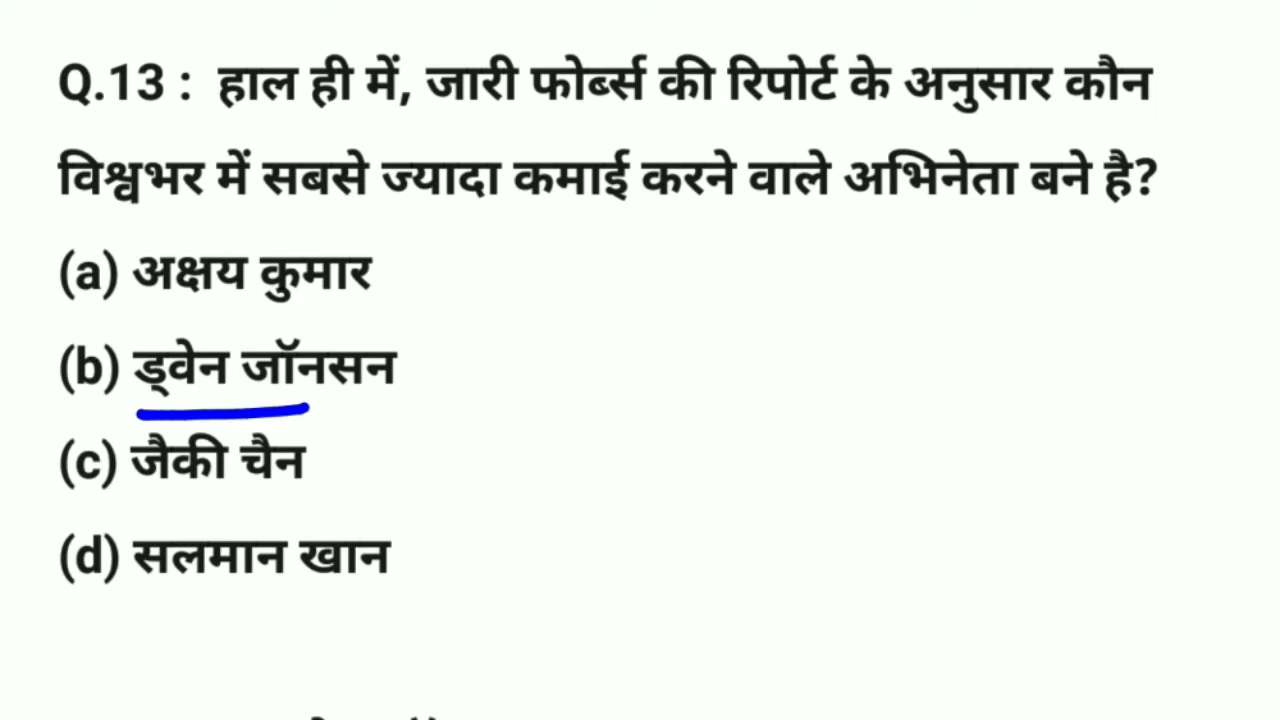 Q.13 : हाल ही में, जारी फोर्ब्स की रिपोर्ट के अनुसार कौन
विश्वभर में सबसे ज्यादा कमाई करने वाले अभिनेता बने है?
(a) अक्षय कुमार
(b) ड्वेन जॉनसन
(c) जैकी चैन
(d) सलमान खान